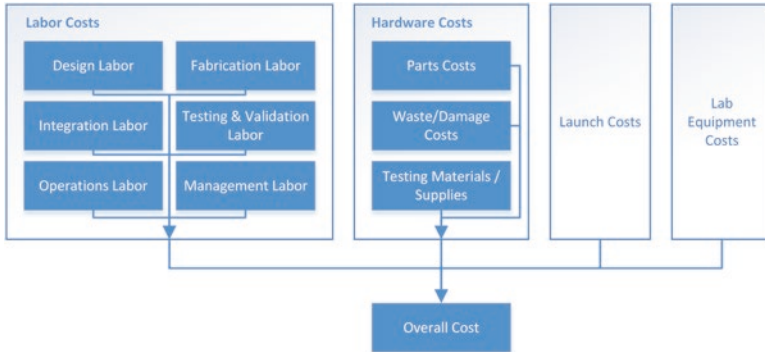 Labor Costs
Design Labor
Fabrication Labor
Integration Labor
Testing & Validation
Labor
Operations Labor
Management Labor
Hardware Costs
Parts Costs
Waste/Damage
Costs
Testing Materials /
Supplies
Launch Costs
Lab
Equipment
Costs
Overall Cost